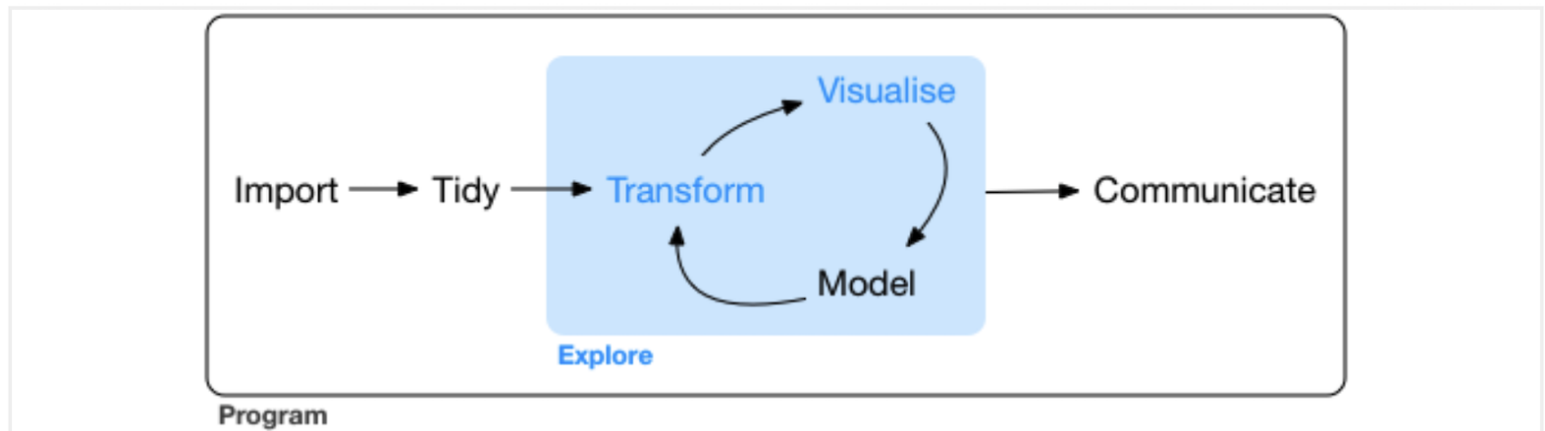 Visualise
Import
Tidy
Transform
Communicate
Model
Explore
Program